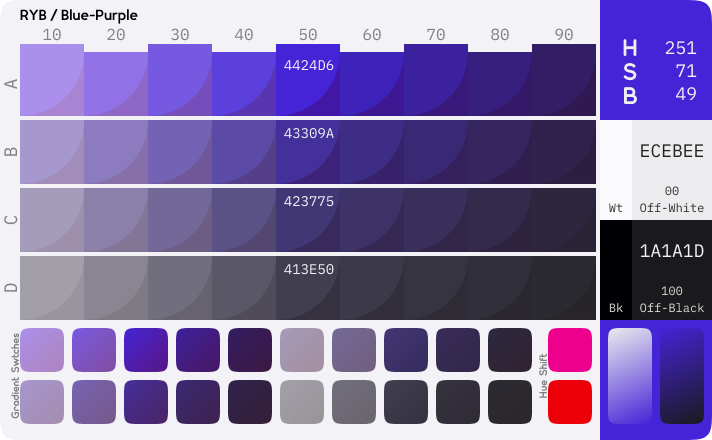 RYB / Blue-Purple
10 20 30 40 50 60 70 80 90
A
4424D6
B
43309A
C
423775
D
413E50
Gradient Swtches
Hue Shift
H 251
S 71
B 49
ECEBEE
00
Wt Off-White
1A1A1D
100
Bk Off-Black